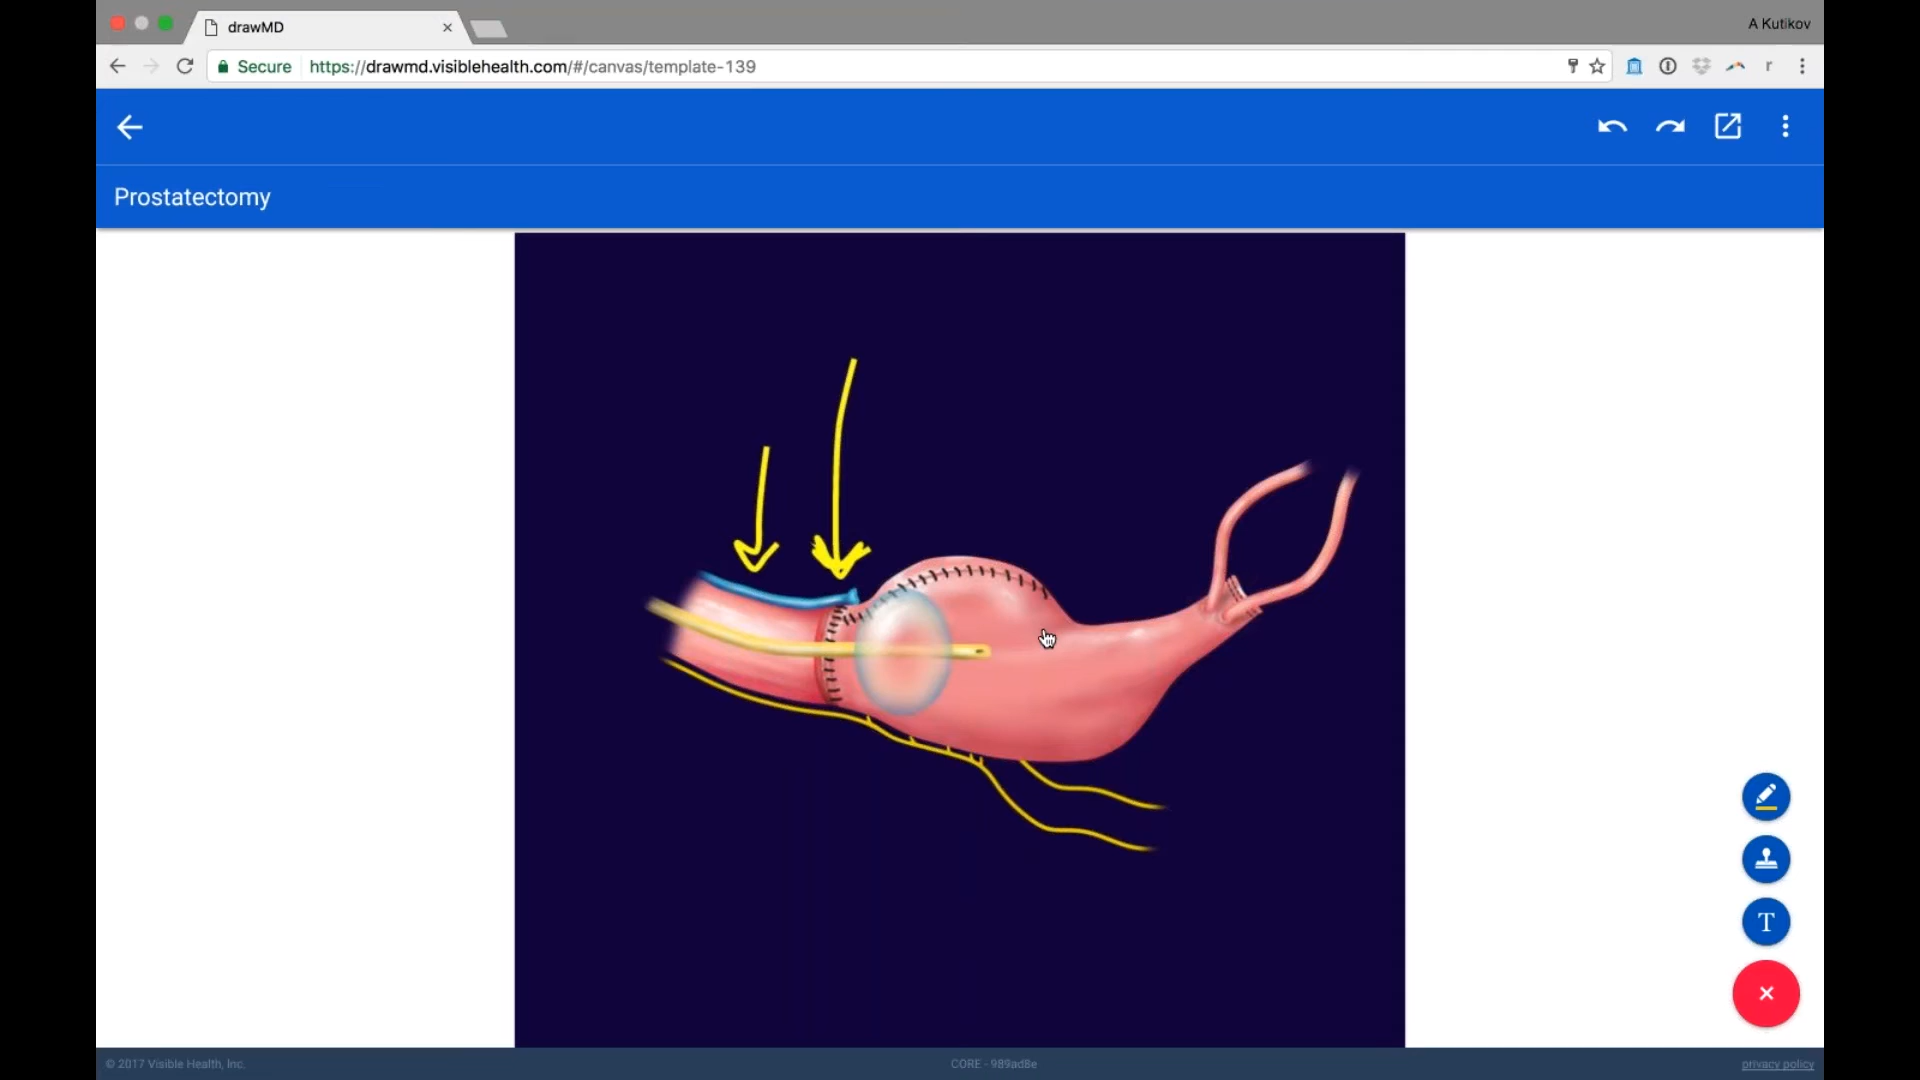 drawMD
A Kutikov
Secure https://drawmd.visiblehealth.com/#/canvas/template-139
r
Prostatectomy
T
© 2017 Visible Health, Inc.
CORE - 989ad8e
privacy policy